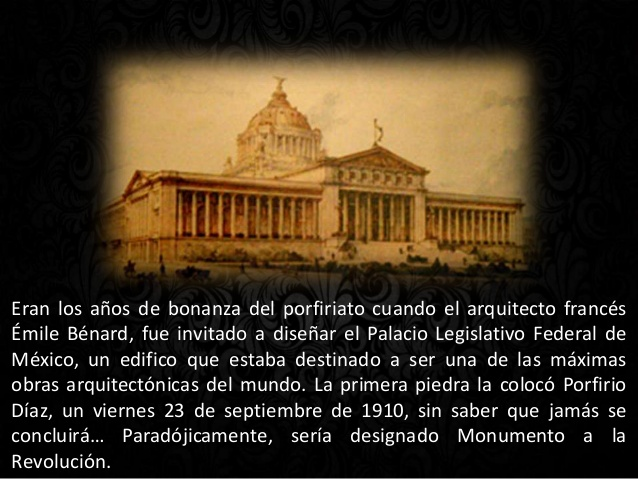 Eran los años de bonanza del porfiriato cuando el arquitecto francés
Émile Bénard, fue invitado a diseñar el Palacio Legislativo Federal de
México, un edifico que estaba destinado a ser una de las máximas
obras arquitectónicas del mundo. La primera piedra la colocó Porfirio
Díaz, un viernes 23 de septiembre de 1910, sin saber que jamás se
concluirá... Paradójicamente, sería designado Monumento a la
Revolución.